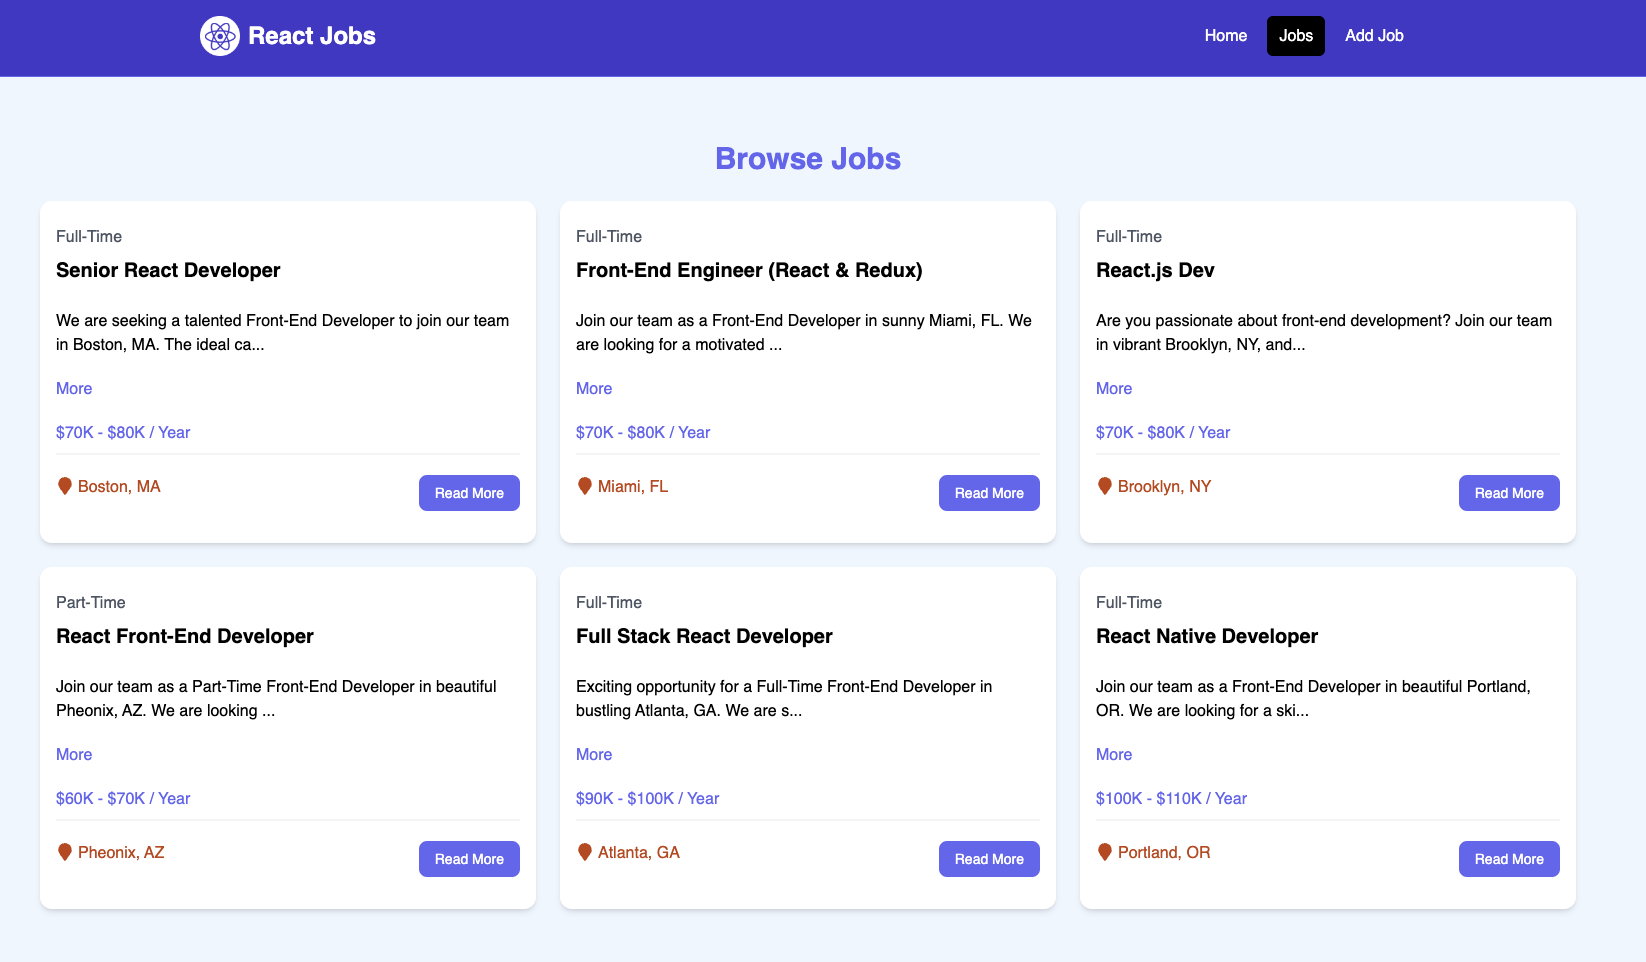 React Jobs
Home
Jobs
Add Job
Browse Jobs
Full-Time
Senior React Developer
We are seeking a talented Front-End Developer to join our team
in Boston, MA. The ideal ca...
More
$70K - $80K / Year
Boston, MA
Read More
Full-Time
Front-End Engineer (React & Redux)
Join our team as a Front-End Developer in sunny Miami, FL. We
are looking for a motivated ...
More
$70K - $80K / Year
Miami, FL
Read More
Full-Time
React.js Dev
Are you passionate about front-end development? Join our team
in vibrant Brooklyn, NY, and...
More
$70K - $80K / Year
Brooklyn, NY
Read More
Part-Time
React Front-End Developer
Join our team as a Part-Time Front-End Developer in beautiful
Pheonix, AZ. We are looking ...
More
$60K - $70K / Year
Pheonix, AZ
Read More
Full-Time
Full Stack React Developer
Exciting opportunity for a Full-Time Front-End Developer in
bustling Atlanta, GA. We are s...
More
$90K - $100K / Year
Atlanta, GA
Read More
Full-Time
React Native Developer
Join our team as a Front-End Developer in beautiful Portland,
OR. We are looking for a ski...
More
$100K - $110K / Year
Portland, OR
Read More